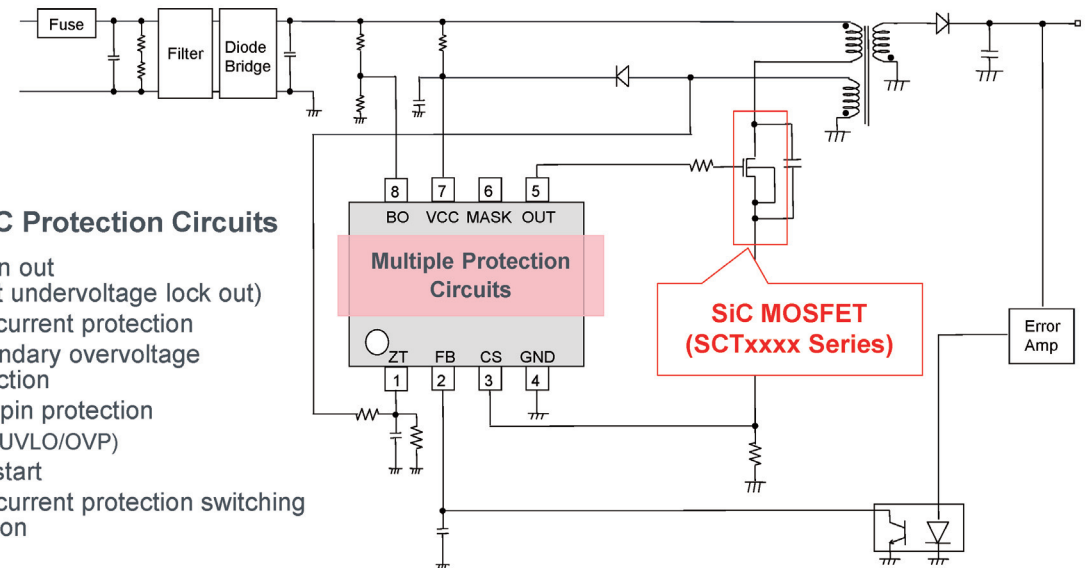 Fuse
Filter
Diode
Bridge
8
7
6
5
BO VCC MASK OUT
Multiple Protection
Circuits
ZT FB CS GND
1
2
3
4
C Protection Circuits
n out
t undervoltage lock out)
current protection
ndary overvoltage
ction
pin protection
UVLO/OVP)
start
current protection switching
on
SiC MOSFET
(SCTxxxx Series)
Error
Amp